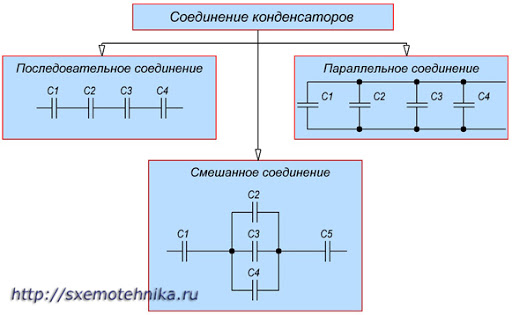 Соединение конденсаторов
Последовательное соединение
C1 C2 C3 C4
Параллельное соединение
C1 C2 C3 C4
Смешанное соединение
C2
C1 C3 C5
C4
http://sxemotehnika.ru